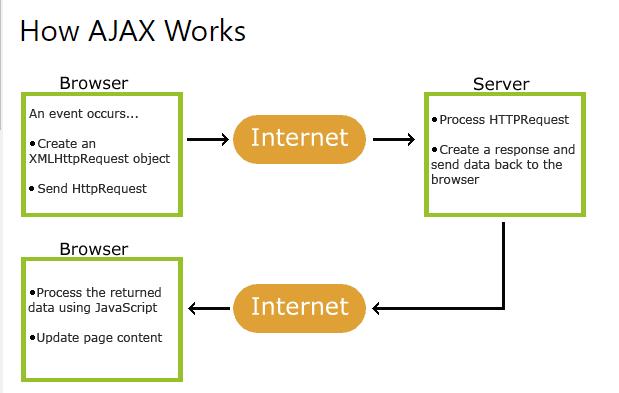 How AJAX Works
Browser
An event occurs...
•Create an
XMLHttpRequest object
• Send HttpRequest
Internet
Server
•Process HTTPRequest
•Create a response and
send data back to the
browser
Browser
•Process the returned
data using JavaScript
•Update page content
Internet